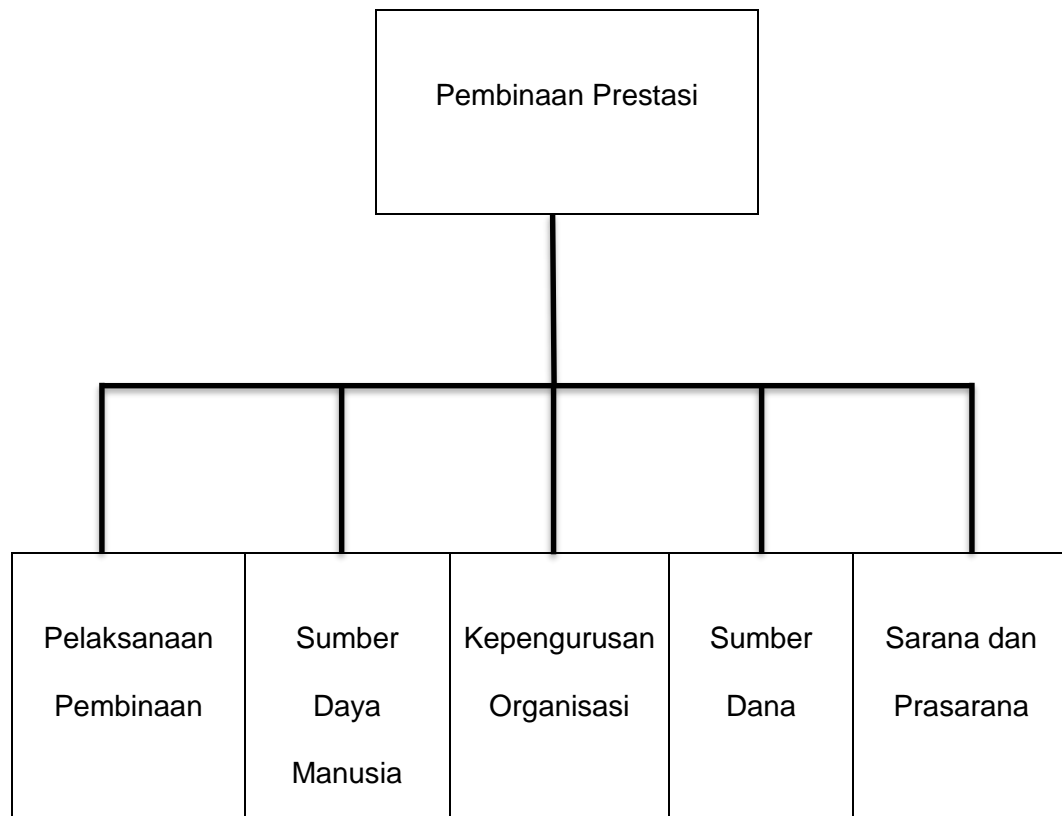 Pembinaan Prestasi
Pelaksanaan
Pembinaan
Sumber
Daya
Manusia
Kepengurusan
Organisasi
Sumber
Dana
Sarana dan
Prasarana